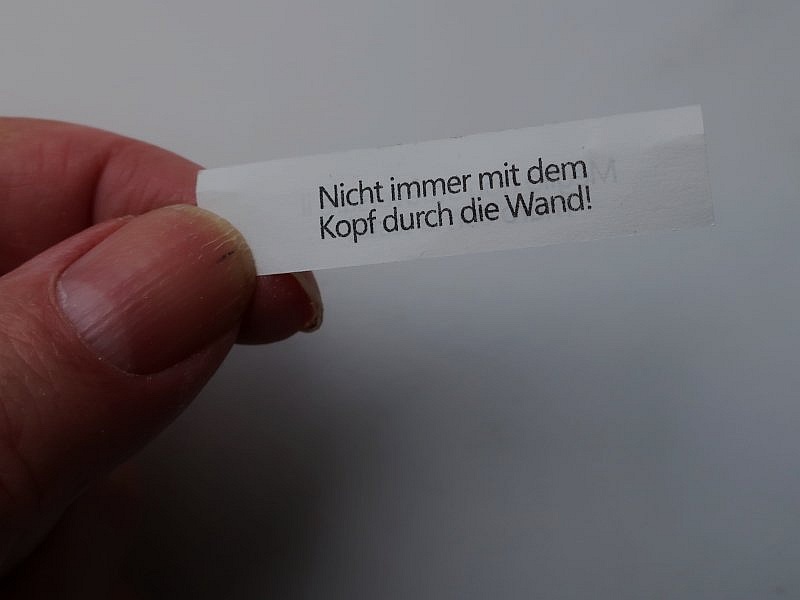 Nicht immer mit dem
Kopf durch die Wand!